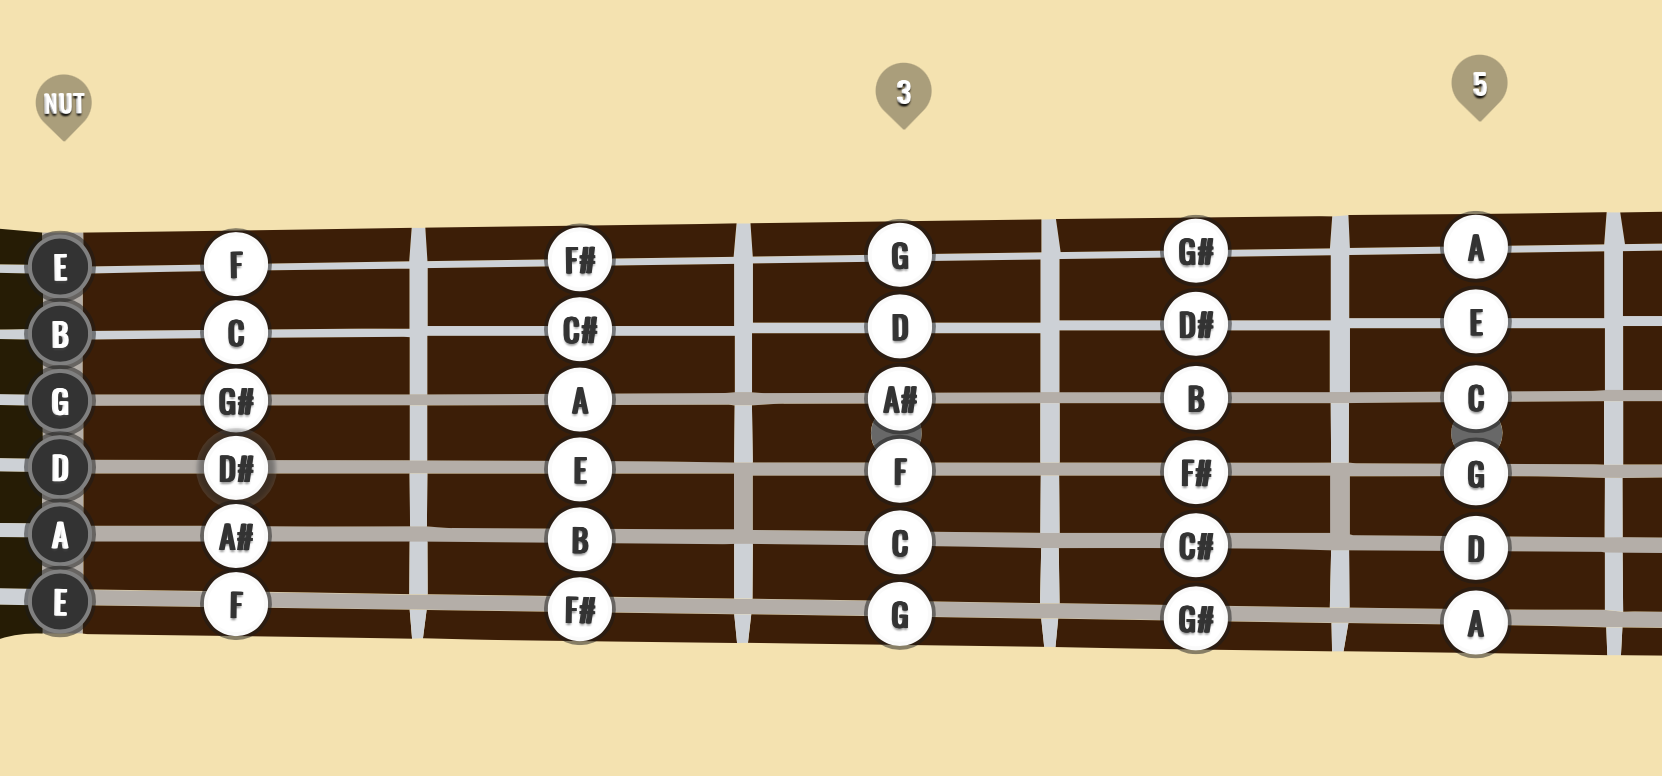 NUT 3 5
E F F# G G# A
B C C# D D# E
G G# A A# B C
D D# E F F# G
A A# B C C# D
E F F# G G# A